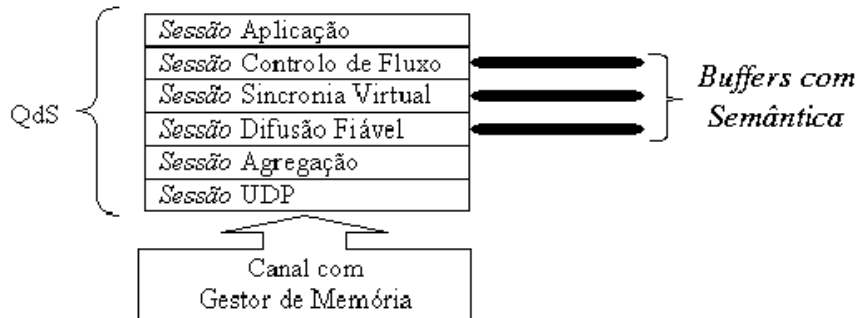 Sessão Aplicação
Sessão Controlo de Fluxo
Sessão Sincronia Virtual
Sessão Difusão Fiável
Sessão Agregação
Sessão UDP
QdS
Buffers com
Semântica
Canal com
Gestor de Memória